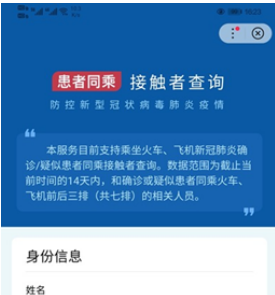 患者同乘 接触者查询
防控新型冠状病毒肺炎疫情
本服务目前支持乘坐火车、飞机新冠肺炎确
诊/疑似患者同乘接触者查询。数据范围为截止当
前时间的14天内，和确诊或疑似患者同乘火车、
飞机前后三排（共七排）的相关人员。
身份信息
姓名